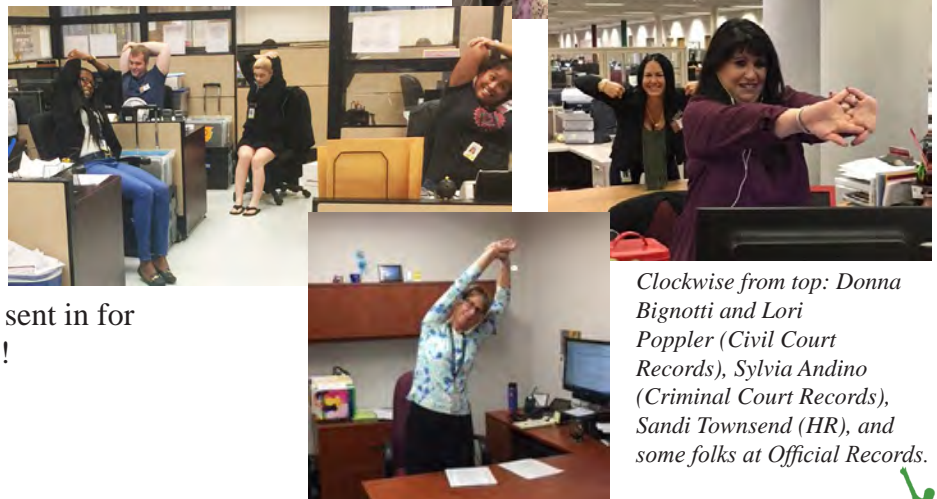 sent in for
!
Clockwise from top: Donna
Bignotti and Lori
Poppler (Civil Court
Records), Sylvia Andino
(Criminal Court Records),
Sandi Townsend (HR), and
some folks at Official Records.